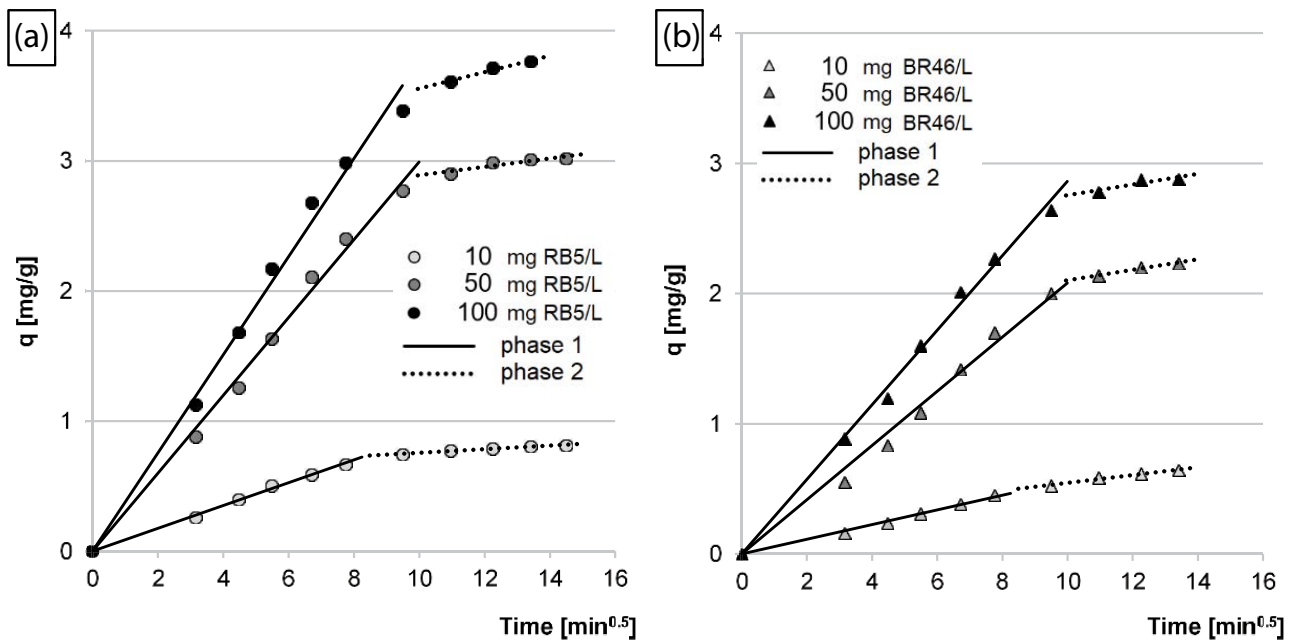 (a)
4
3
2
1
0
q [mg/g]
10 mg RB5/L
50 mg RB5/L
100 mg RB5/L
phase 1
phase 2
0 2 4 6 8 10 12 14 16
Time [min0.5]
(b)
4
3
2
1
0
q [mg/g]
10 mg BR46/L
50 mg BR46/L
100 mg BR46/L
phase 1
phase 2
0 2 4 6 8 10 12 14 16
Time [min0.5]